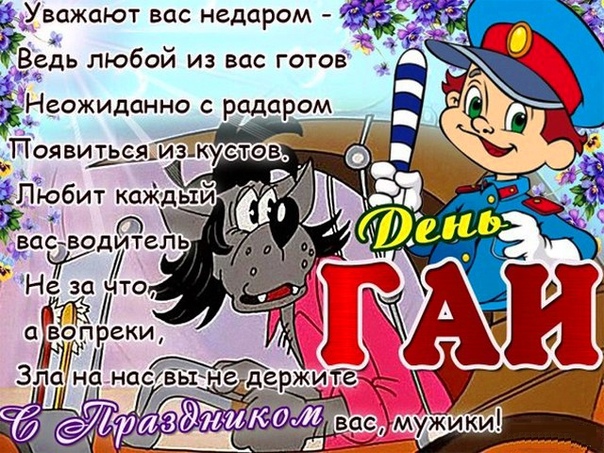 Уважают вас недаром -
Ведь любой из вас готов
Неожиданно с радаром
Появиться из кустов.
Любит каждый
вас водитель
Не за что,
а вопреки,
Зла на нас вы не держите
С Праздником вас, мужики!
День
ГАИ